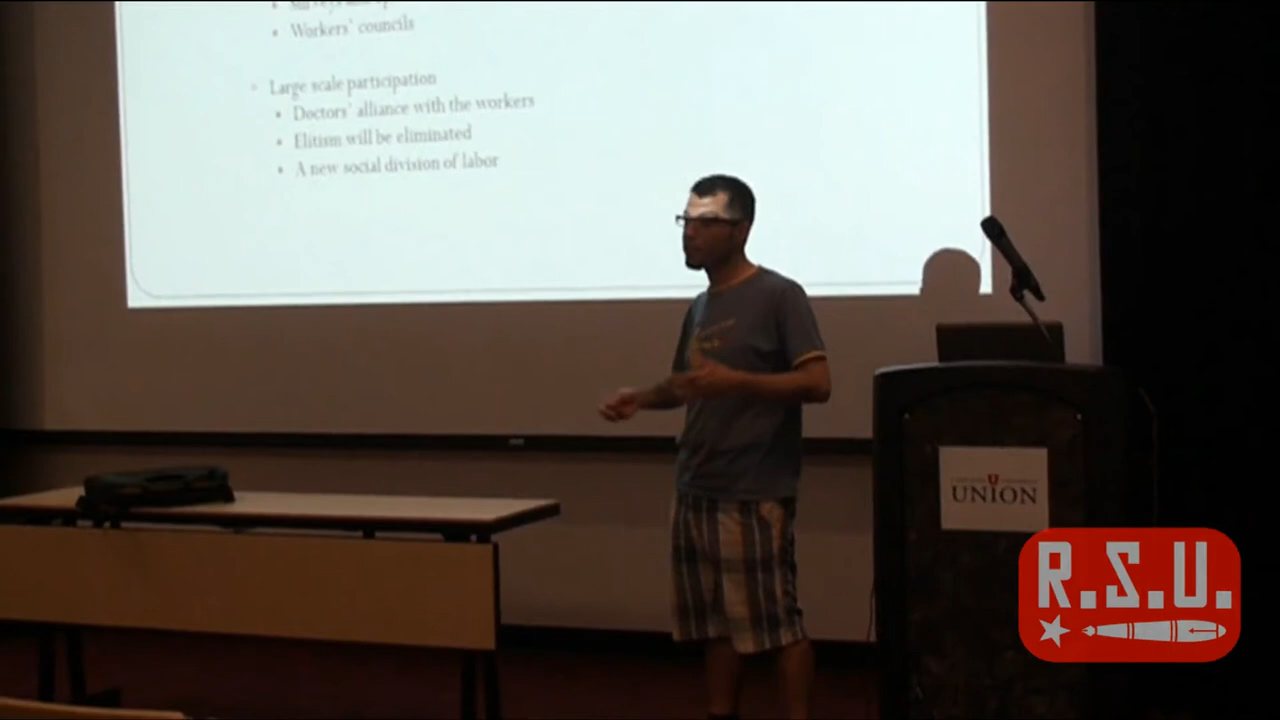 • Workers' councils
• Large scale participation
• Doctors' alliance with the workers
• Elitism will be eliminated
• A new social division of labor
UNION
R.S.U.